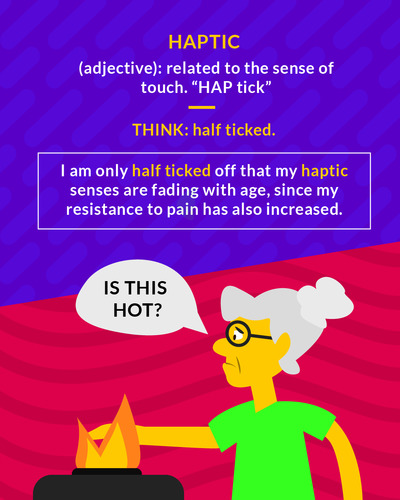 HAPTIC
(adjective): related to the sense of
touch. “HAP tick”
THINK: half ticked.
I am only half ticked off that my haptic
senses are fading with age, since my
resistance to pain has also increased.
IS THIS
HOT?